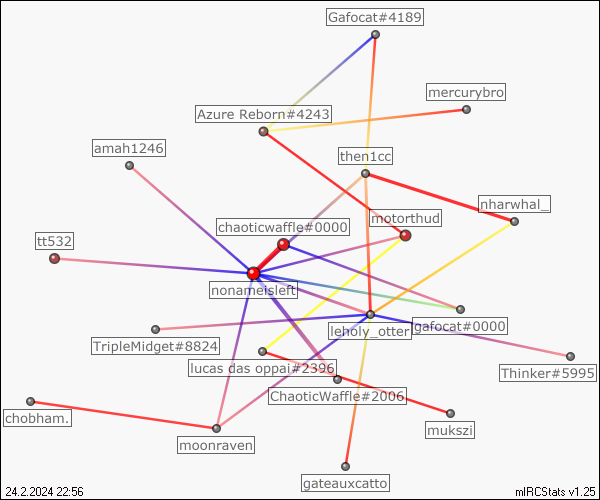 Gafocat#4189
mercurybro
Azure Reborn#4243
amah1246
then1cc
nharwhal_
motorthud
chaoticwaffle#0000
tt532
nonameisleft
gafocat#0000
leholy_otter
TripleMidget#8824
lucas das oppai#2396
Thinker#5995
ChaoticWaffle#2006
chobham.
mukszi
moonraven
gateauxcatto
24.2.2024 22:56
mIRCStats v1.25